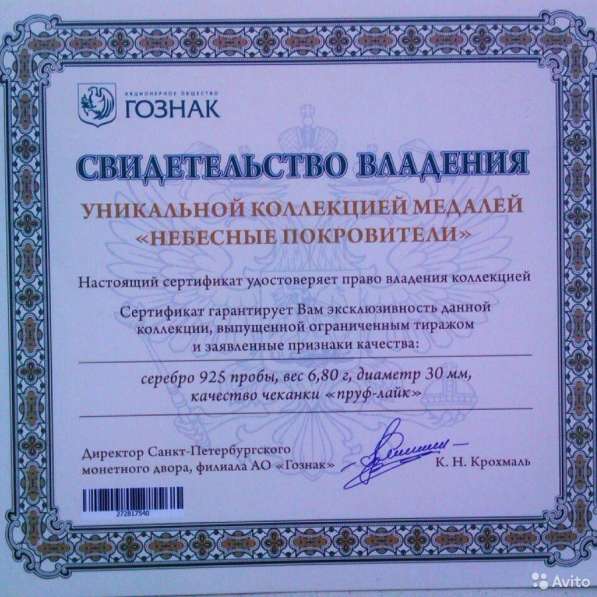 АКЦИОНЕРНОЕ ОБЩЕСТВО
ГОЗНАК
СВИДЕТЕЛЬСТВО ВЛАДЕНИЯ
УНИКАЛЬНОЙ КОЛЛЕКЦИЕЙ МЕДАЛЕЙ
«НЕБЕСНЫЕ ПОКРОВИТЕЛИ»
Настоящий сертификат удостоверяет право владения коллекцией
Сертификат гарантирует Вам эксклюзивность данной
коллекции, выпущенной ограниченным тиражом
и заявленные признаки качества:
серебро 925 пробы, вес 6,80 г, диаметр 30 мм,
качество чеканки «пруф-лайк»
Директор Санкт-Петербургского
монетного двора, филиала АО «Гознак»
К. Н. Крохмаль
272817540
Avito